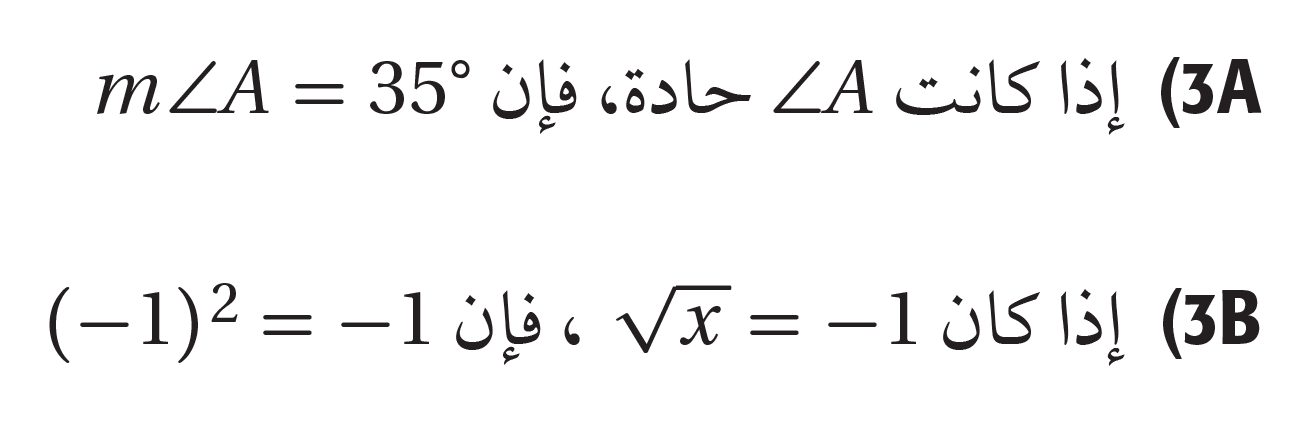 3A) إذا كانت ∠A حادة، فإن m∠A = 35°
3B) إذا كان √x = −1 ، فإن (−1)² = −1